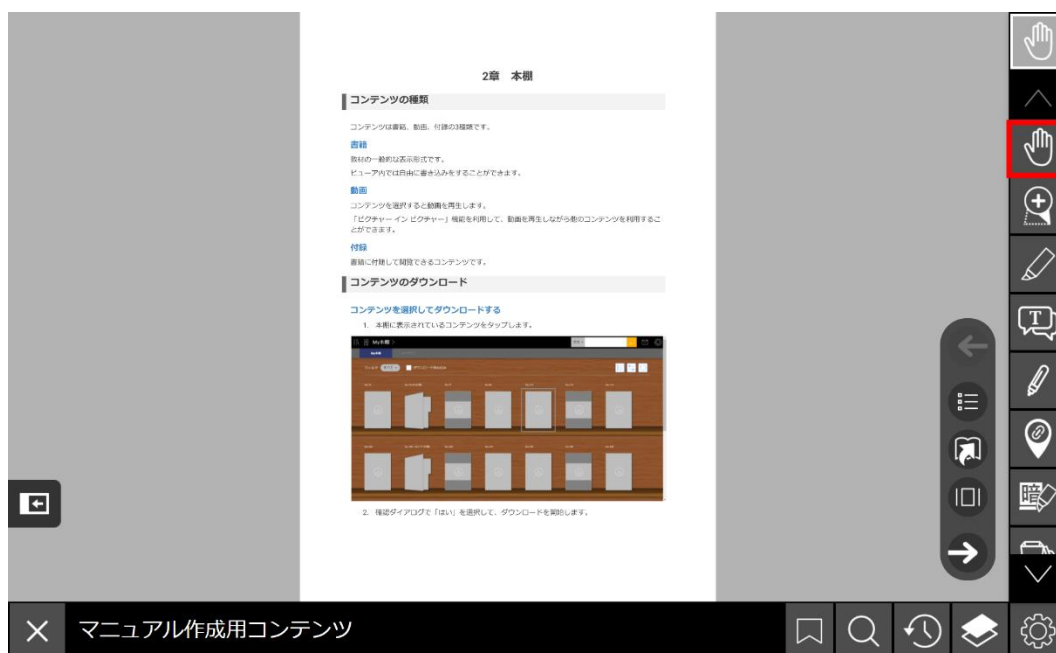 2章 本棚
コンテンツの種類
コンテンツは書籍、動画、付録の3種類です。
書籍
教材の一般的な表示形式です。
ビューア内では自由に書き込みをすることができます。
動画
コンテンツを選択すると動画を再生します。
「ピクチャー イン ピクチャー」機能を利用して、動画を再生しながら他のコンテンツを利用するこ
とができます。
付録
書籍に付随して閲覧できるコンテンツです。
コンテンツのダウンロード
コンテンツを選択してダウンロードする
1. 本棚に表示されているコンテンツをタップします。
My本棚
2. 確認ダイアログで「はい」を選択して、ダウンロードを開始します。
T
暗
マニュアル作成用コンテンツ